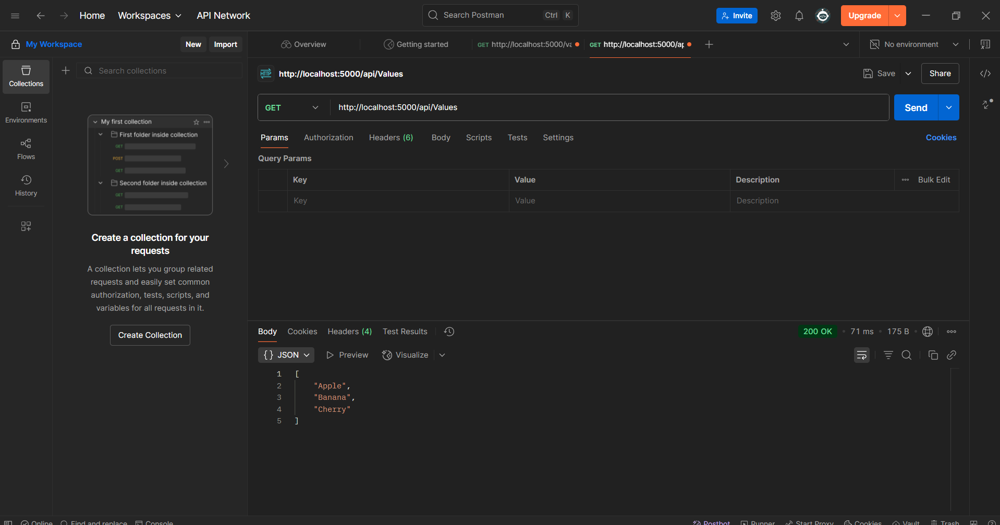 Home Workspaces API Network Search Postman Ctrl K Invite Upgrade
My Workspace New Import Overview Getting started GET http://localhost:5000/va GET http://localhost:5000/ap No environment
Collections
Environments
Flows
History
Search collections
My first collection
First folder inside collection
GET
POST
GET
Second folder inside collection
GET
GET
Create a collection for your
requests
A collection lets you group related
requests and easily set common
authorization, tests, scripts, and
variables for all requests in it.
Create Collection
HTTP http://localhost:5000/api/Values Save Share
GET http://localhost:5000/api/Values Send
Params Authorization Headers (6) Body Scripts Tests Settings Cookies
Query Params
Key Value Description Bulk Edit
Key Value Description
Body Cookies Headers (4) Test Results 200 OK 71 ms 175 B
{} JSON Preview Visualize
1 [
2 "Apple",
3 "Banana",
4 "Cherry"
5 ]
Online Find and replace Console Postbot Runner Start Proxy Cookies Vault Trash